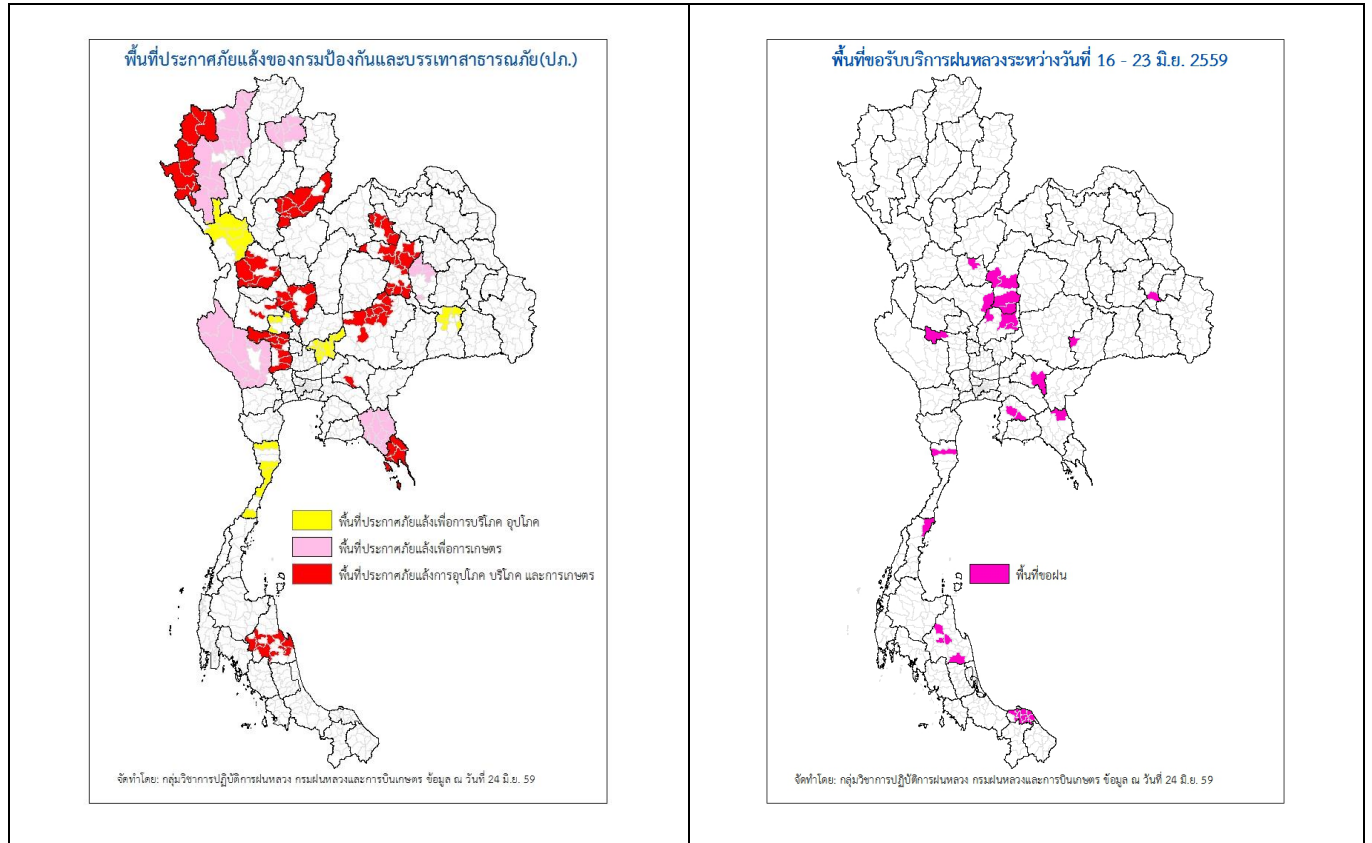 พื้นที่ประกาศภัยแล้งของกรมป้องกันและบรรเทาสาธารณภัย(ปภ.)
พื้นที่ประกาศภัยแล้งเพื่อการบริโภค อุปโภค
พื้นที่ประกาศภัยแล้งเพื่อการเกษตร
พื้นที่ประกาศภัยแล้งการอุปโภค บริโภค และการเกษตร
จัดทำโดย: กลุ่มวิชาการปฏิบัติการฝนหลวง กรมฝนหลวงและการบินเกษตร ข้อมูล ณ วันที่ 24 มิ.ย. 59
พื้นที่ขอรับบริการฝนหลวงระหว่างวันที่ 16 - 23 มิ.ย. 2559
พื้นที่ขอฝน
จัดทำโดย: กลุ่มวิชาการปฏิบัติการฝนหลวง กรมฝนหลวงและการบินเกษตร ข้อมูล ณ วันที่ 24 มิ.ย. 59